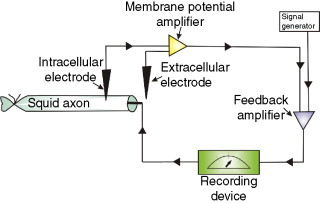 Membrane potential
amplifier
Signal
generator
Intracellular
electrode
Extracellular
electrode
Squid axon
Feedback
amplifier
Recording
device